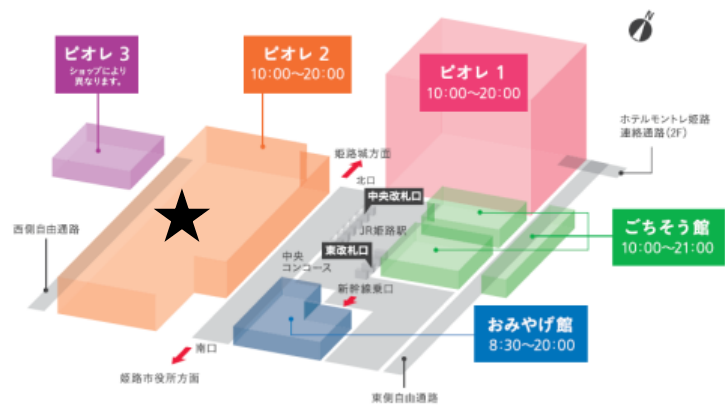 N
ピオレ 3
ショップにより
異なります。
ピオレ 2
10:00〜20:00
ピオレ 1
10:00〜20:00
ホテルモントレ姫路
連絡通路(2F)
姫路城方面
北口
中央改札口
JR姫路駅
東改札口
西側自由通路
中央
コンコース
新幹線乗口
ごちそう館
10:00〜21:00
おみやげ館
8:30〜20:00
南口
姫路市役所方面
東側自由通路